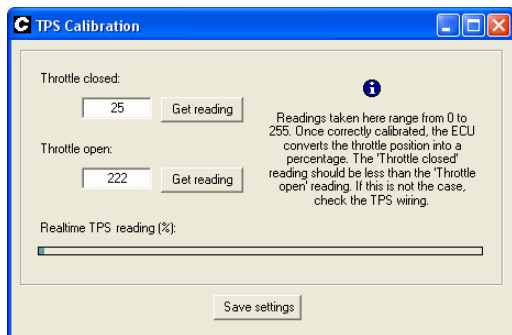 C TPS Calibration
Throttle closed:
25
Get reading
Throttle open:
222
Get reading
Readings taken here range from 0 to
255. Once correctly calibrated, the ECU
converts the throttle position into a
percentage. The 'Throttle closed'
reading should be less than the 'Throttle
open' reading. If this is not the case,
check the TPS wiring.
Realtime TPS reading (%):
Save settings